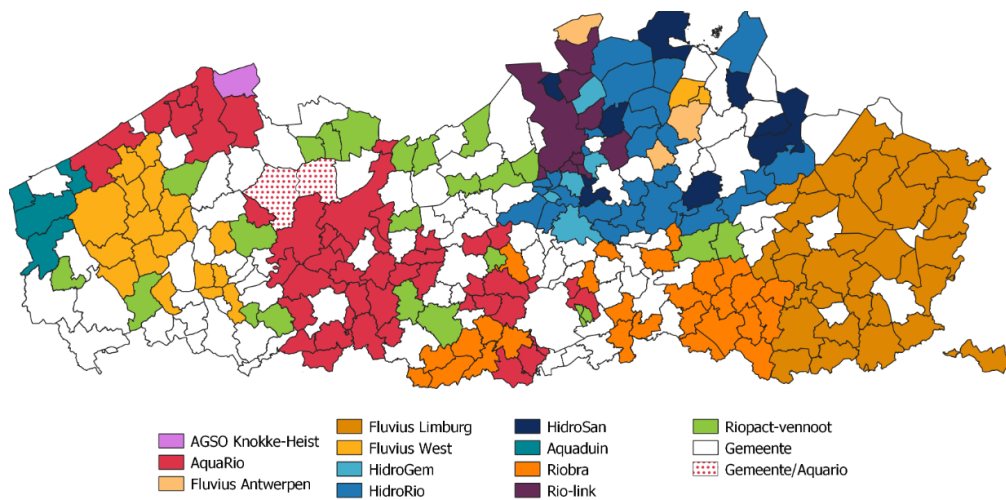 AGSO Knokke-Heist
AquaRio
Fluvius Antwerpen
Fluvius Limburg
Fluvius West
HidroGem
HidroRio
HidroSan
Aquaduin
Riobra
Rio-link
Riopact-vennoot
Gemeente
Gemeente/Aquario